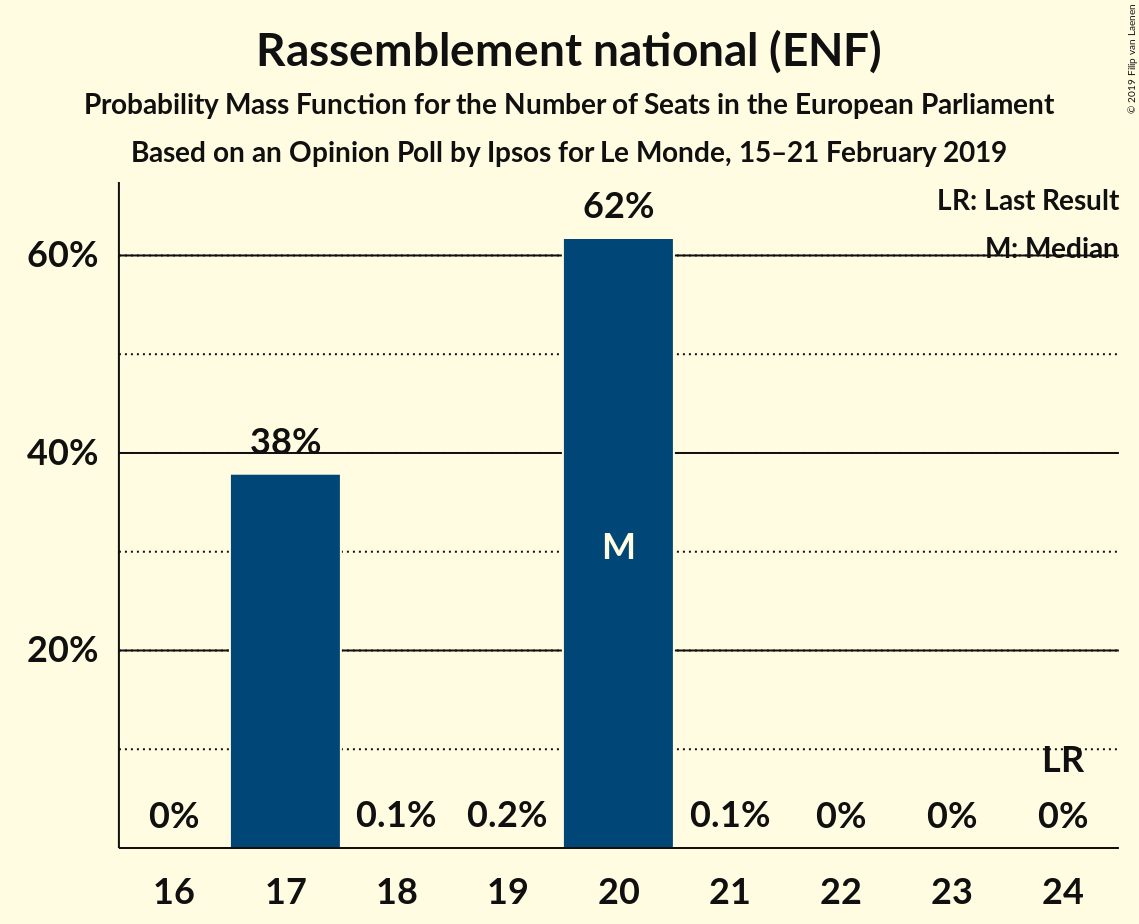 Rassemblement national (ENF)
Probability Mass Function for the Number of Seats in the European Parliament
Based on an Opinion Poll by Ipsos for Le Monde, 15–21 February 2019
© 2019 Filip van Laenen
LR: Last Result
M: Median
60%
40%
20%
0%
38%
0.1%
0.2%
62%
M
0.1%
0%
0%
LR
0%
16 17 18 19 20 21 22 23 24